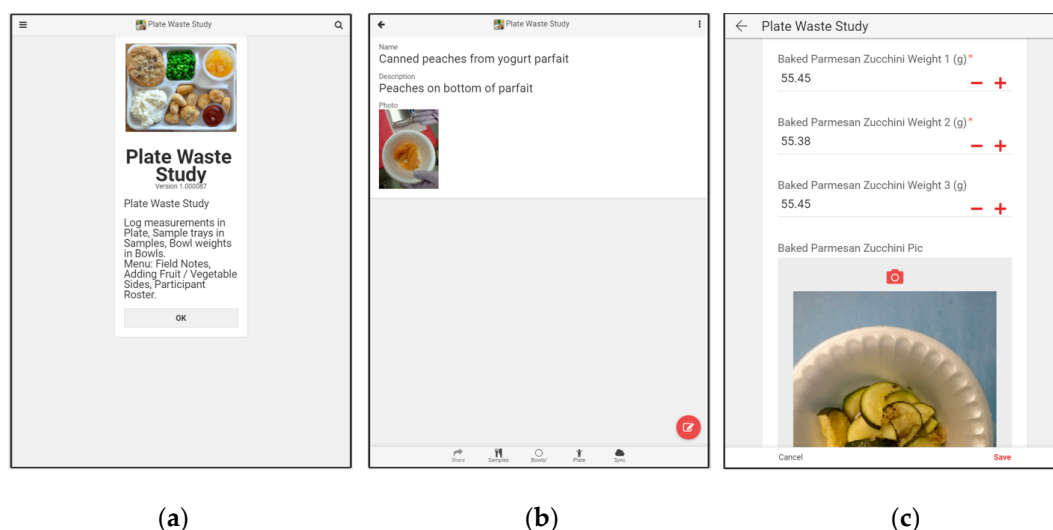 Plate Waste Study
Plate Waste
Study
Version 1.000087
Plate Waste Study
Log measurements in
Plate, Sample trays in
Samples, Bowl weights
in Bowls.
Menu: Field Notes,
Adding Fruit / Vegetable
Sides, Participant
Roster.
OK
(a)
Plate Waste Study
Name
Canned peaches from yogurt parfait
Description
Peaches on bottom of parfait
Photo
Share Samples Bowls! Plate Sync
(b)
Plate Waste Study
Baked Parmesan Zucchini Weight 1 (g)*
55.45
Baked Parmesan Zucchini Weight 2 (g)*
55.38
Baked Parmesan Zucchini Weight 3 (g)
55.45
Baked Parmesan Zucchini Pic
Cancel Save
(c)